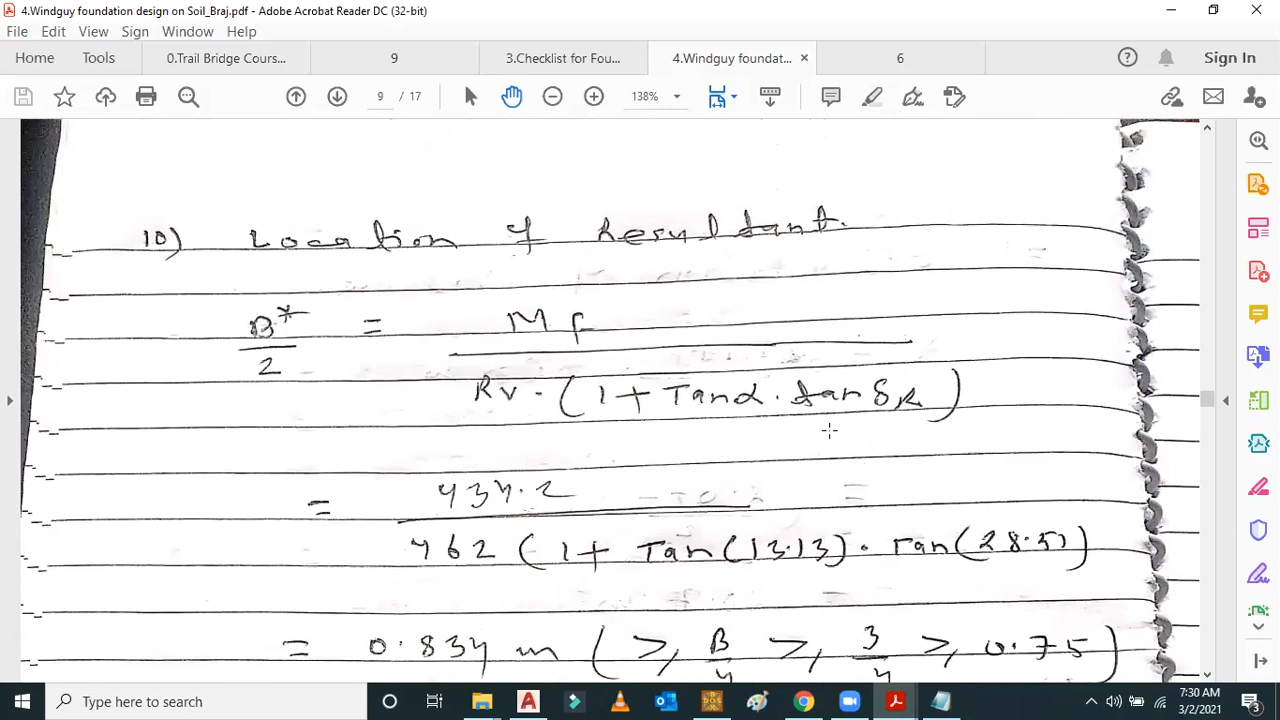 4.Windguy foundation design on Soil_Braj.pdf - Adobe Acrobat Reader DC (32-bit)
File Edit View Sign Window Help
Home Tools 0.Trail Bridge Cours... 9 3.Checklist for Fou... 4.Windguy foundat... × 6 Sign In
9 / 17 138%
10) Location of Resultant.
B*/2 = MF / RV · (1 + Tanα · tan δR)
= 434.2 / 462 (1 + Tan(13.13) · Tan(28.5))
= 0.834 m (>, B/4 >, 3/4 >, 0.75)
Type here to search
7:30 AM
3/2/2021
3